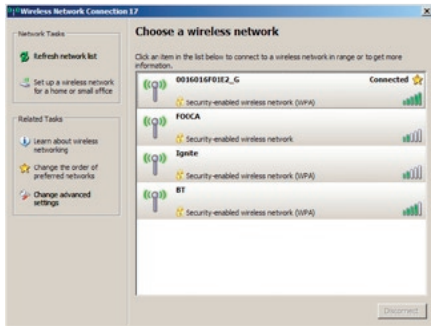 Wireless Network Connection 17
Network Tasks
Refresh network list
Set up a wireless network
for a home or small office
Related Tasks
Learn about wireless
networking
Change the order of
preferred networks
Change advanced
settings
Choose a wireless network
Click an item in the list below to connect to a wireless network in range or to get more
information.
0016016F01E2_G
Connected
Security-enabled wireless network (WPA)
FOCCA
Security-enabled wireless network
Ignite
Security-enabled wireless network (WPA)
BT
Security-enabled wireless network (WPA)
Disconnect